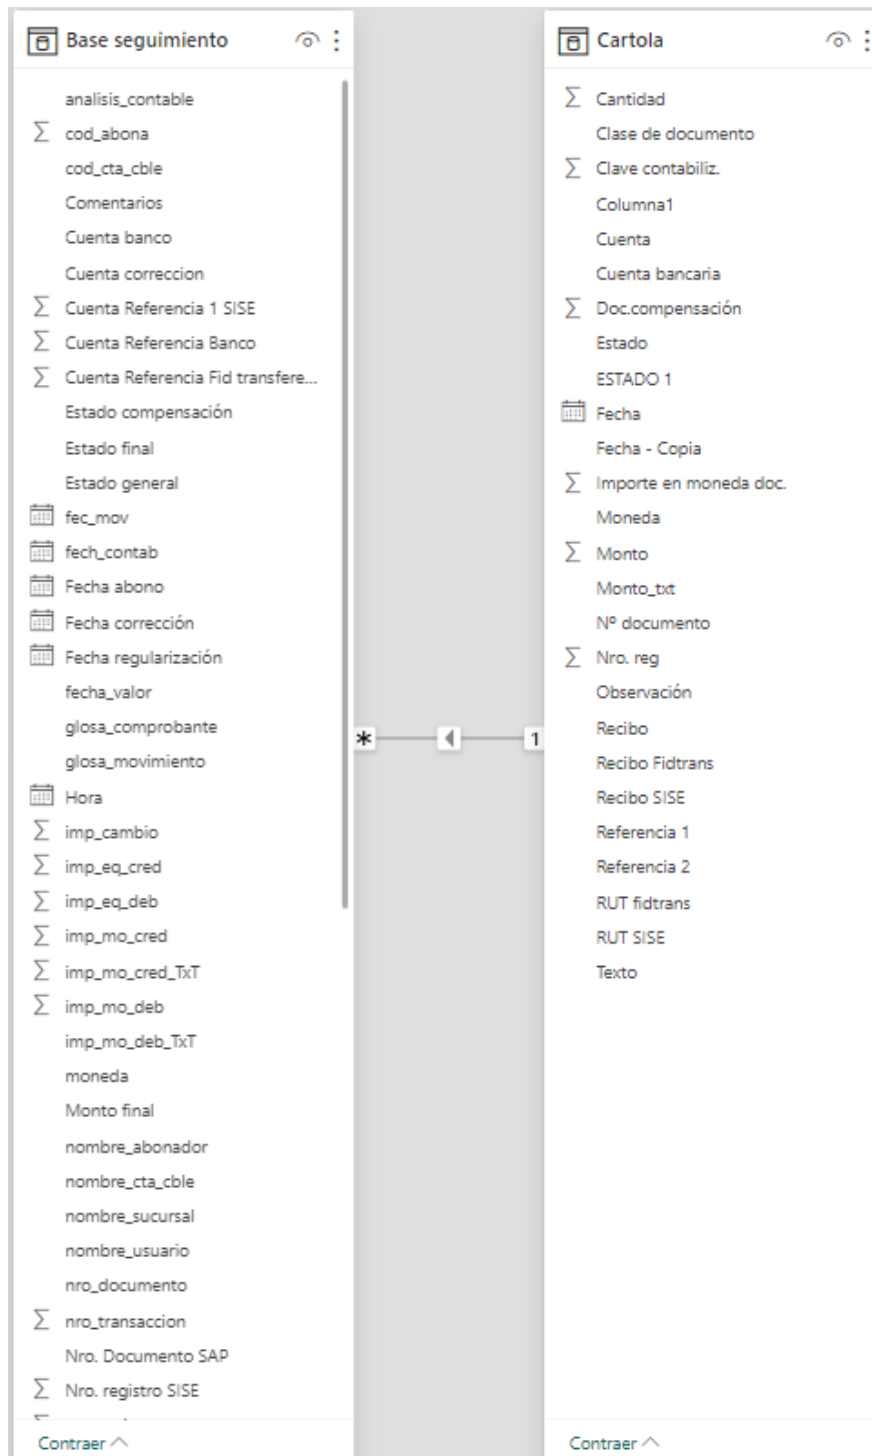 Base seguimiento
analisis_contable
Σ cod_abona
cod_cta_cble
Comentarios
Cuenta banco
Cuenta correccion
Σ Cuenta Referencia 1 SISE
Σ Cuenta Referencia Banco
Σ Cuenta Referencia Fid transfere...
Estado compensación
Estado final
Estado general
fec_mov
fech_contab
Fecha abono
Fecha corrección
Fecha regularización
fecha_valor
glosa_comprobante
glosa_movimiento
Hora
Σ imp_cambio
Σ imp_eq_cred
Σ imp_eq_deb
Σ imp_mo_cred
Σ imp_mo_cred_TxT
Σ imp_mo_deb
imp_mo_deb_TxT
moneda
Monto final
nombre_abonador
nombre_cta_cble
nombre_sucursal
nombre_usuario
nro_documento
Σ nro_transaccion
Nro. Documento SAP
Σ Nro. registro SISE
Contraer
* 1
Cartola
Σ Cantidad
Clase de documento
Σ Clave contabiliz.
Columna1
Cuenta
Cuenta bancaria
Σ Doc.compensación
Estado
ESTADO 1
Fecha
Fecha - Copia
Σ Importe en moneda doc.
Moneda
Σ Monto
Monto_txt
Nº documento
Σ Nro. reg
Observación
Recibo
Recibo Fidtrans
Recibo SISE
Referencia 1
Referencia 2
RUT fidtrans
RUT SISE
Texto
Contraer